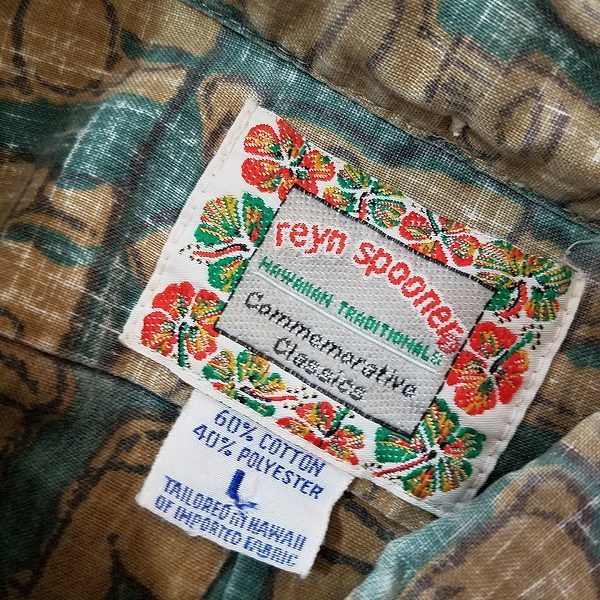 reyn spooner
HAWAIIAN TRADITIONALS
Commemorative
Classics
60% COTTON
40% POLYESTER
L
TAILORED IN HAWAII
OF IMPORTED FABRIC